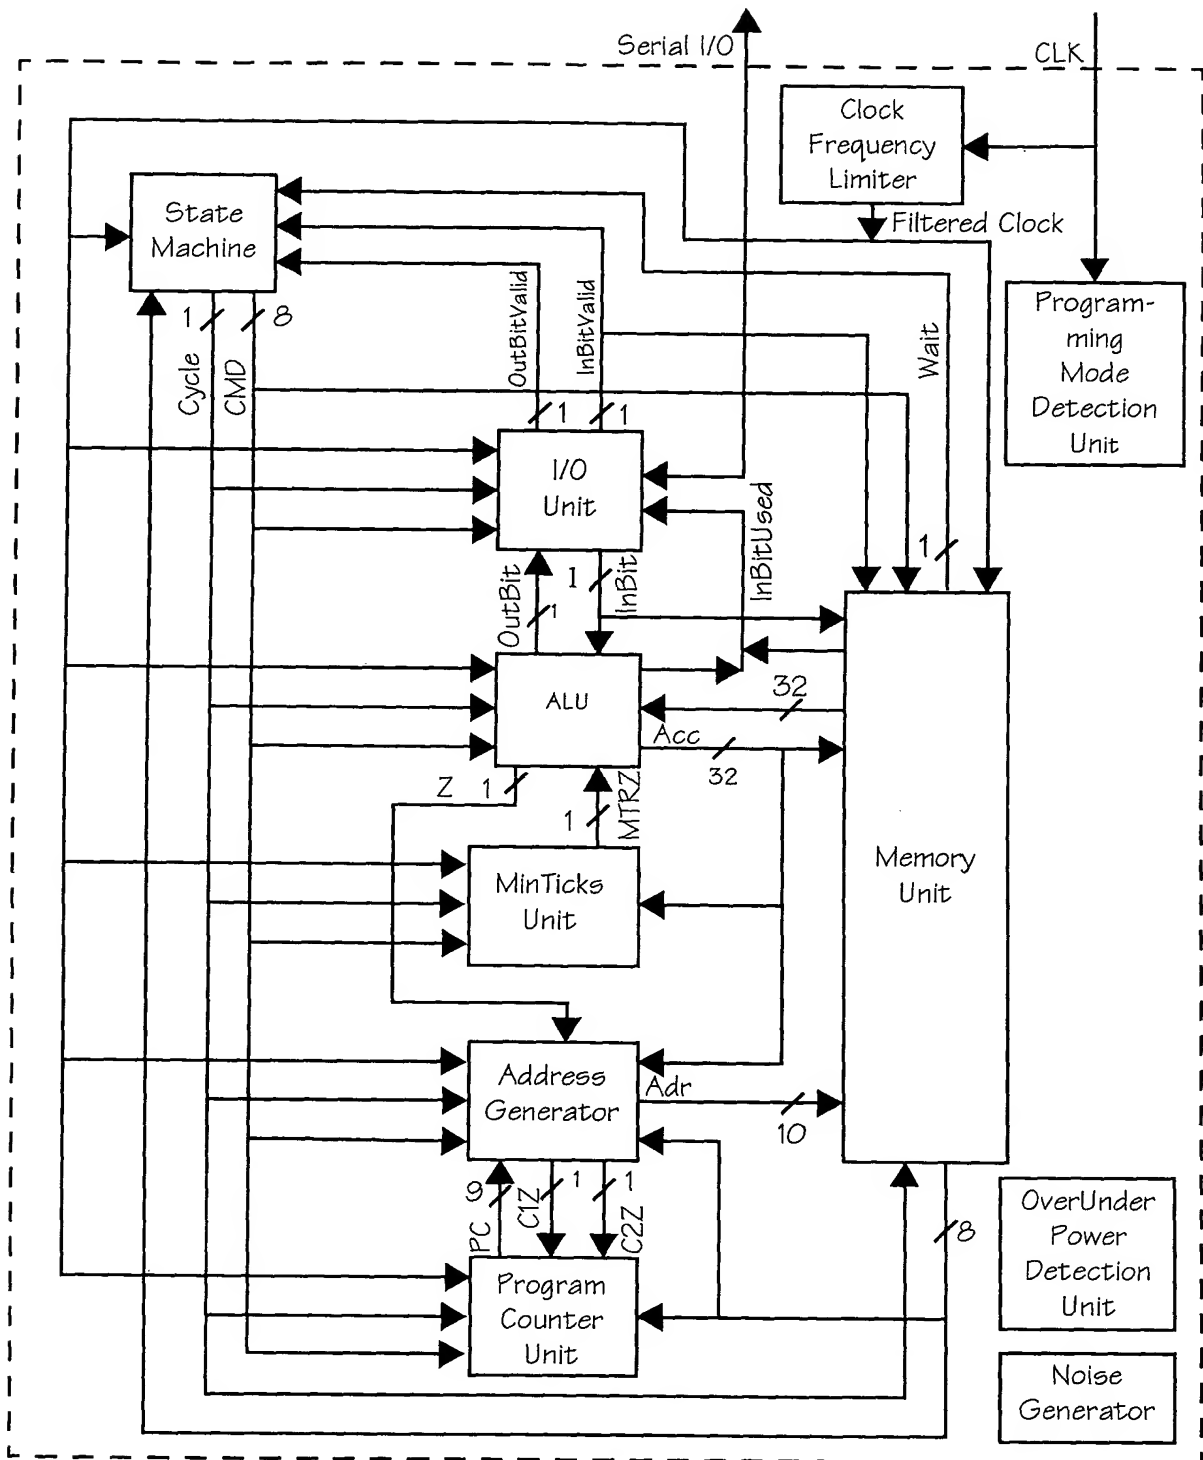 Serial I/O
CLK
Clock
Frequency
Limiter
State
Machine
Filtered Clock
Program-
ming
Mode
Detection
Unit
1
8
Cycle
CMD
OutBitValid
InBitValid
Wait
1
1
I/O
Unit
InBitUsed
1
OutBit
1
1
InBit
ALU
32
Acc
32
Z
1
1
MTRZ
Memory
Unit
MinTicks
Unit
Address
Generator
Adr
10
9
PC
C1Z
1
1
C2Z
8
OverUnder
Power
Detection
Unit
Program
Counter
Unit
Noise
Generator